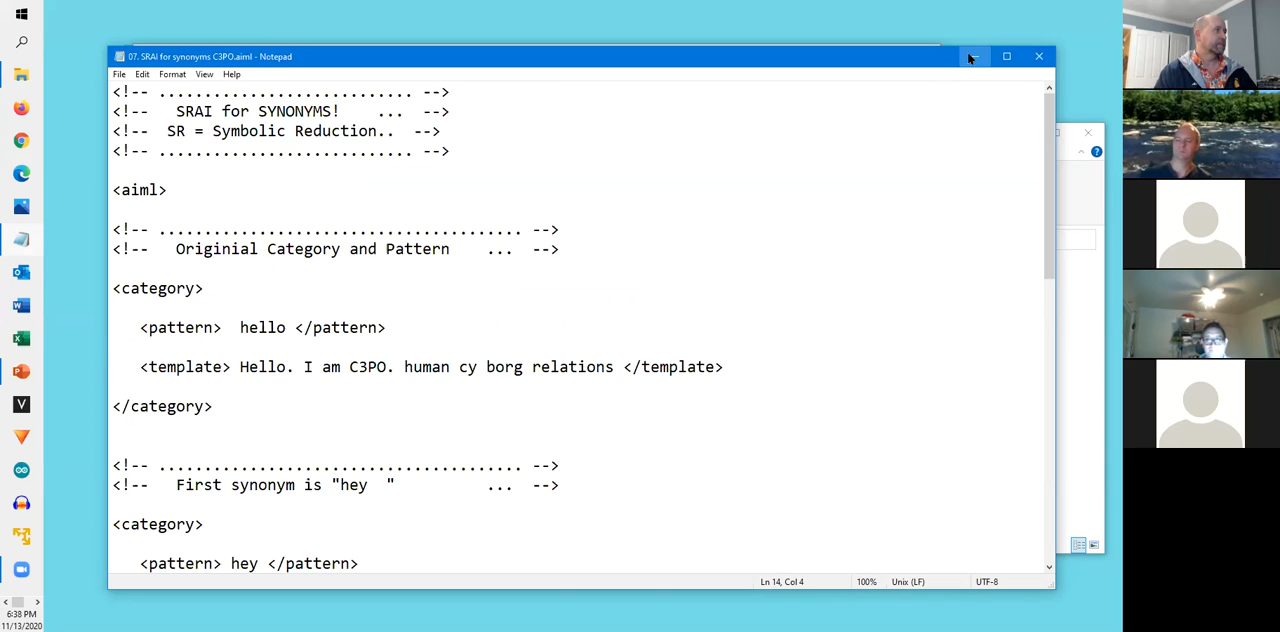 07. SRAI for synonyms C3PO.aiml - Notepad
File Edit Format View Help
<!-- ............................ -->
<!--   SRAI for SYNONYMS!    ...  -->
<!--  SR = Symbolic Reduction..  -->
<!-- ............................ -->
<aiml>
<!-- ........................................ -->
<!--   Originial Category and Pattern    ...  -->
<category>
<pattern>  hello </pattern>
<template> Hello. I am C3PO. human cy borg relations </template>
</category>
<!-- ........................................ -->
<!--   First synonym is "hey  "          ...  -->
<category>
<pattern> hey </pattern>
Ln 14, Col 4 100% Unix (LF) UTF-8
6:38 PM
11/13/2020